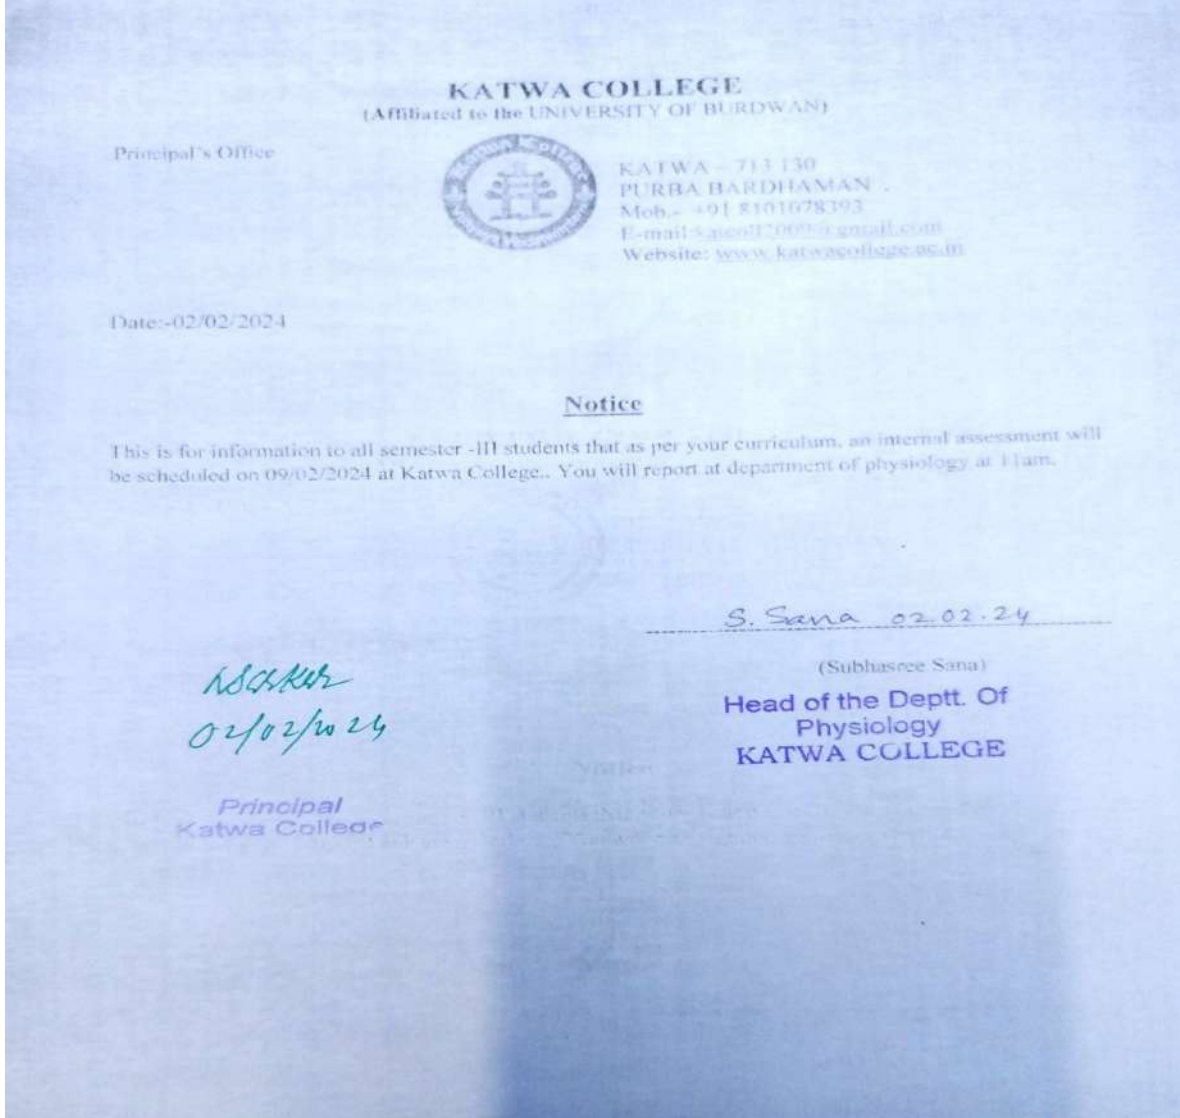 KATWA COLLEGE
(Affiliated to the UNIVERSITY OF BURDWAN)
Principal's Office
KATWA – 713 130
PURBA BARDHAMAN
Mob.- +91 8101078393
Website: www.katwacollege.ac.in
Date:-02/02/2024
Notice
This is for information to all semester -III students that as per your curriculum, an internal assessment will
be scheduled on 09/02/2024 at Katwa College.. You will report at department of physiology at 11am.
S. Sana 02.02.24
(Subhasree Sana)
Head of the Deptt. Of
Physiology
KATWA COLLEGE
02/02/2024
Principal
Katwa College